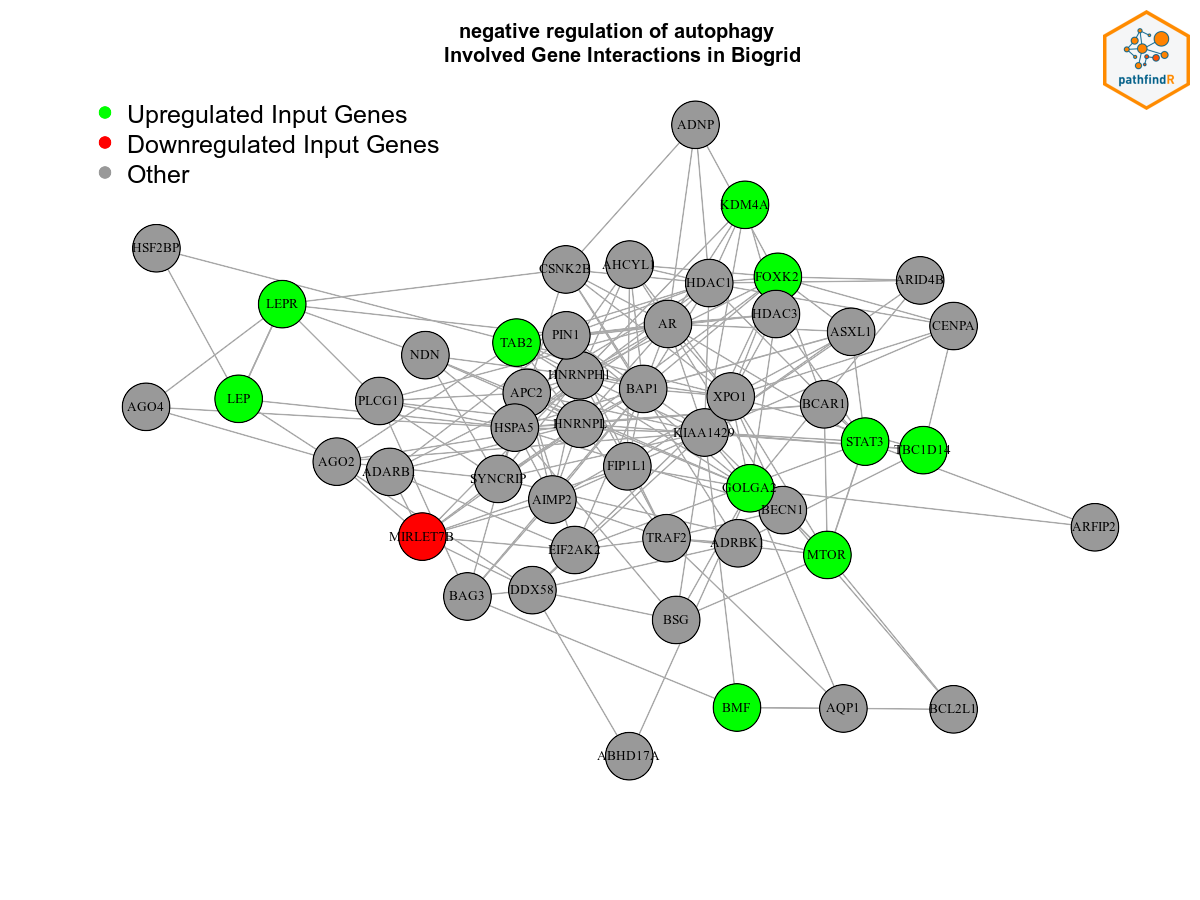 negative regulation of autophagy
Involved Gene Interactions in Biogrid
pathfindR
Upregulated Input Genes
Downregulated Input Genes
Other
ADNP
KDM4A
HSF2BP
CSNK2B
AHCYL1
HDAC1
FOXK2
ARID4B
LEPR
HDAC3
AR
ASXL1
CENPA
TAB2
PIN1
NDN
HNRNPH1
APC2
BAP1
XPO1
LEP
PLCG1
AGO4
BCAR1
HSPA5
HNRNPL
KIAA1429
STAT3
TBC1D14
AGO2
ADARB
FIP1L1
SYNCRIP
AIMP2
GOLGA2
BECN1
ARFIP2
MIRLET7B
EIF2AK2
TRAF2
ADRBK
MTOR
BAG3
DDX58
BSG
BMF
AQP1
BCL2L1
ABHD17A